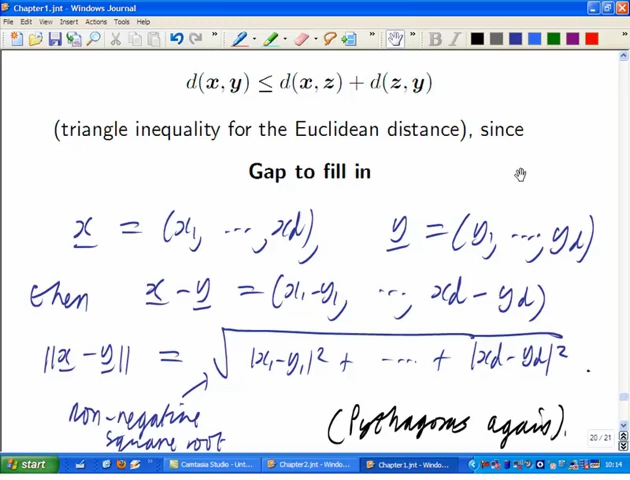 Chapter1.jnt - Windows Journal
File Edit View Insert Actions Tools Help
B I
d(x, y) ≤ d(x, z) + d(z, y)
(triangle inequality for the Euclidean distance), since
Gap to fill in
x = (x1, ..., xd), y = (y1, ..., yd)
then x - y = (x1-y1, ..., xd - yd)
||x - y|| = √|x1-y1|² + .... + |xd-yd|² .
non-negative
square root
(Pythagoras again).
20 / 21
start Camtasia Studio - Unt... Chapter2.jnt - Windo... Chapter1.jnt - Windo... 10:14